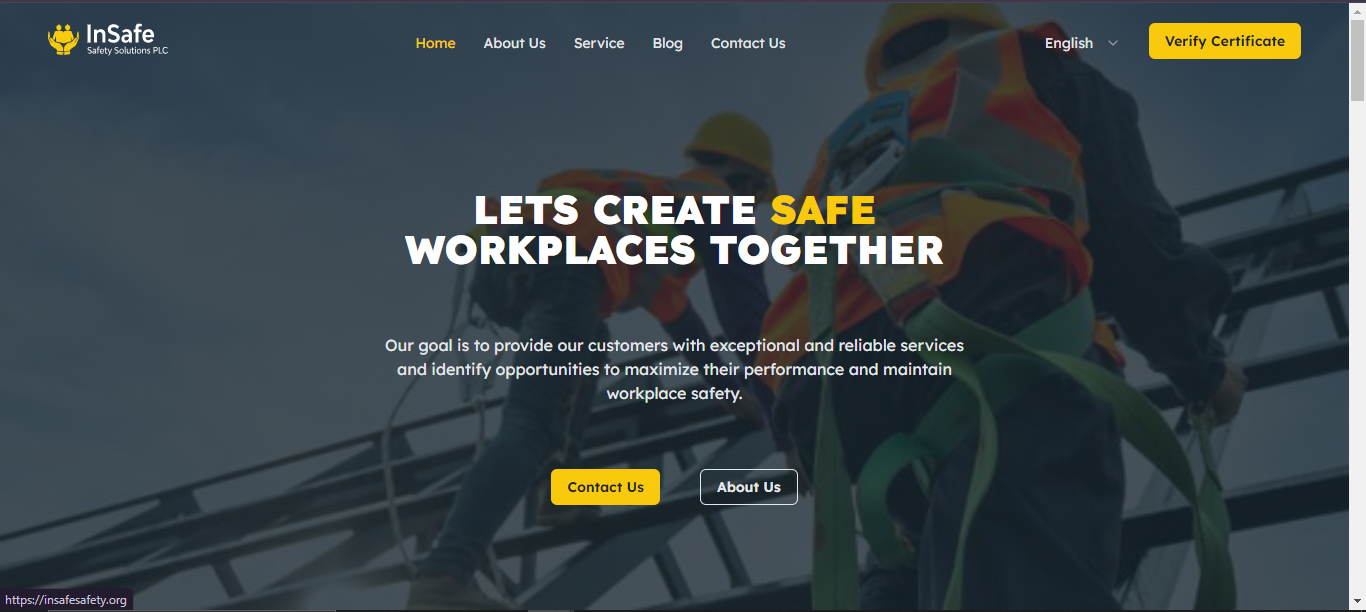 InSafe
Safety Solutions PLC
Home About Us Service Blog Contact Us English Verify Certificate
LETS CREATE SAFE
WORKPLACES TOGETHER
Our goal is to provide our customers with exceptional and reliable services
and identify opportunities to maximize their performance and maintain
workplace safety.
Contact Us About Us
https://insafesafety.org